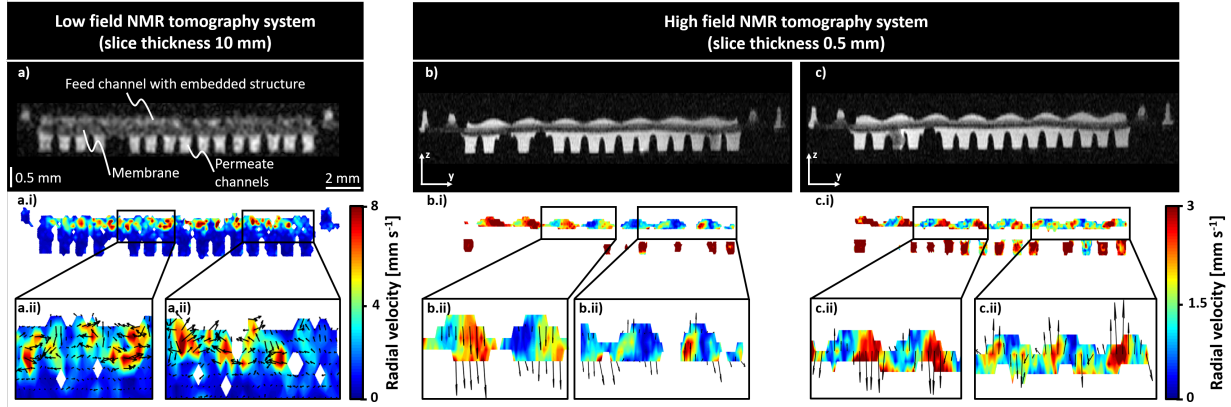 Low field NMR tomography system
(slice thickness 10 mm)
High field NMR tomography system
(slice thickness 0.5 mm)
a)
Feed channel with embedded structure
Membrane
Permeate
channels
0.5 mm
2 mm
b)
z
y
c)
z
y
a.i)
8
4
0
Radial velocity [mm s⁻¹]
a.ii)
a.ii)
b.i)
b.ii)
b.ii)
c.i)
c.ii)
c.ii)
3
1.5
0
Radial velocity [mm s⁻¹]